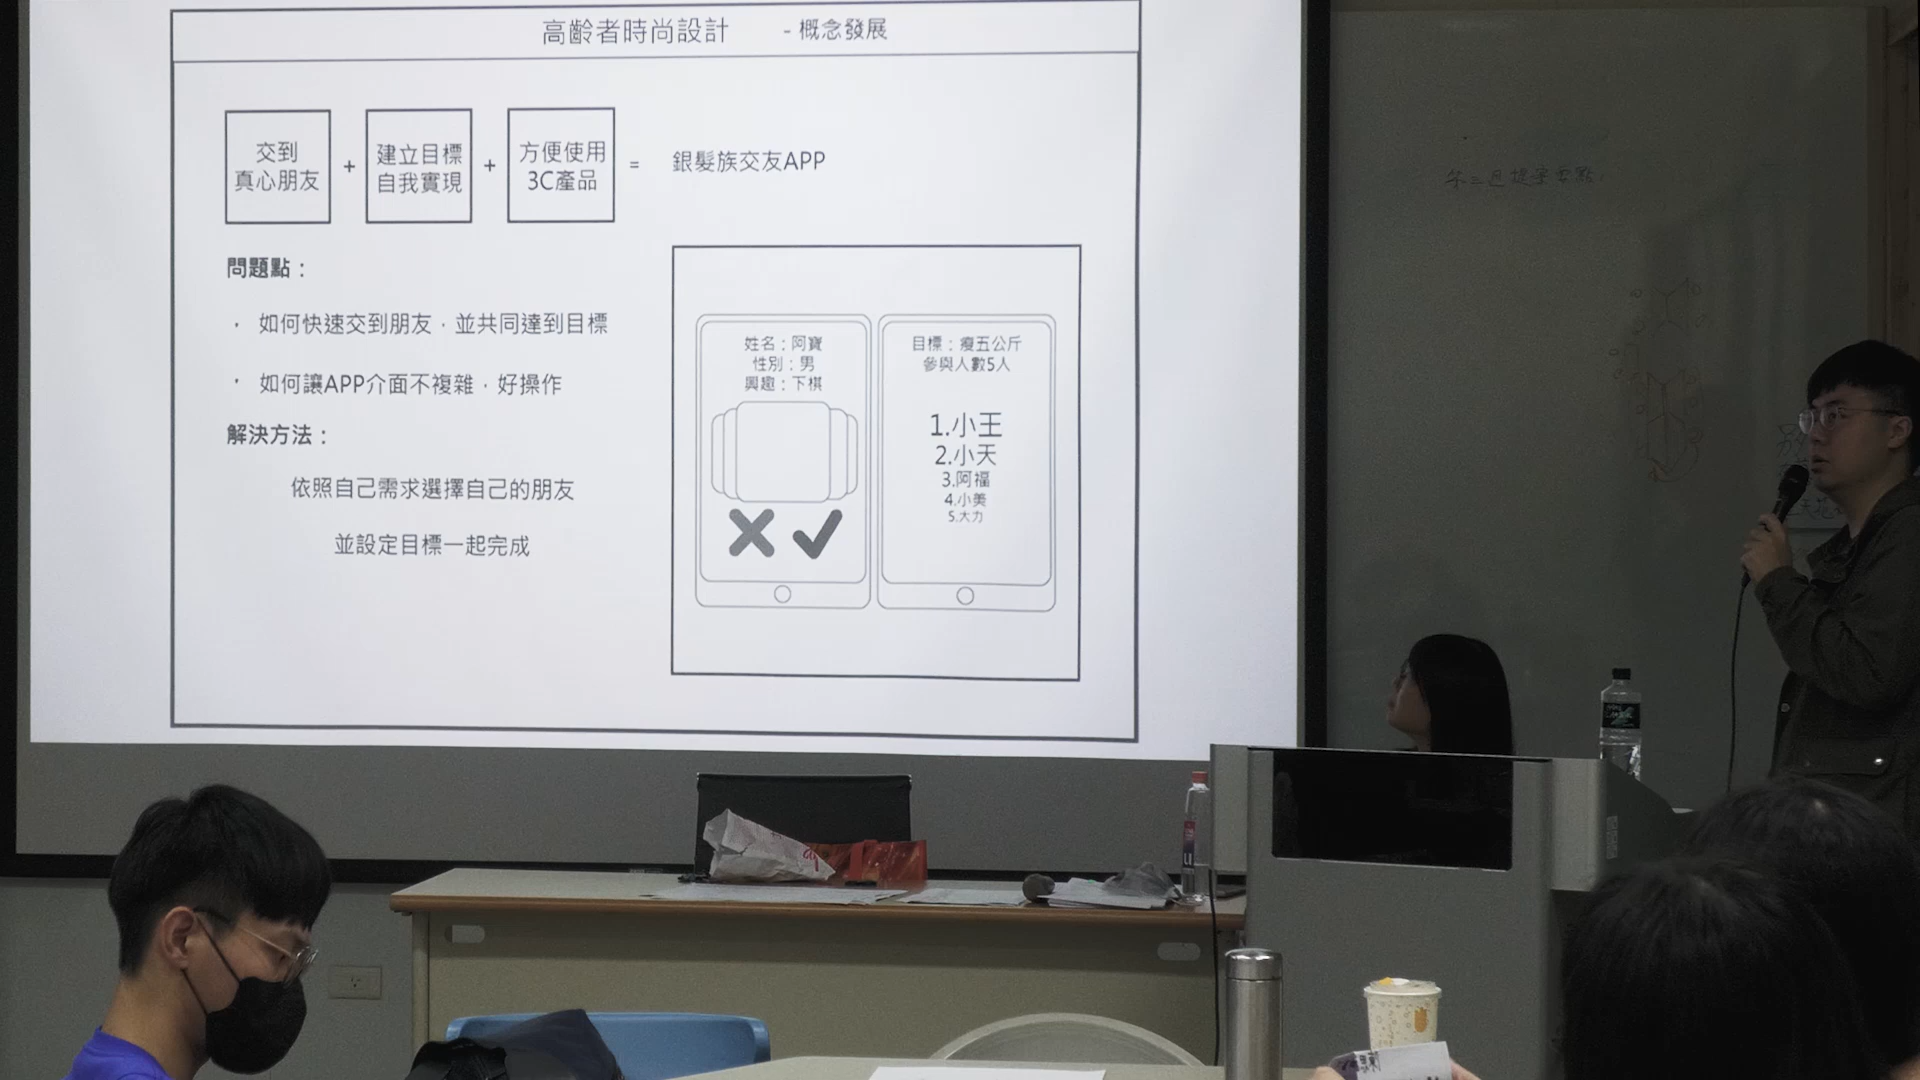 高齡者時尚設計 - 概念發展
交到
真心朋友
+
建立目標
自我實現
+
方便使用
3C產品
= 銀髮族交友APP
問題點：
· 如何快速交到朋友，並共同達到目標
· 如何讓APP介面不複雜，好操作
解決方法：
依照自己需求選擇自己的朋友
並設定目標一起完成
姓名：阿寶
性別：男
興趣：下棋
目標：瘦五公斤
參與人數5人
1.小王
2.小天
3.阿福
4.小美
5.大力